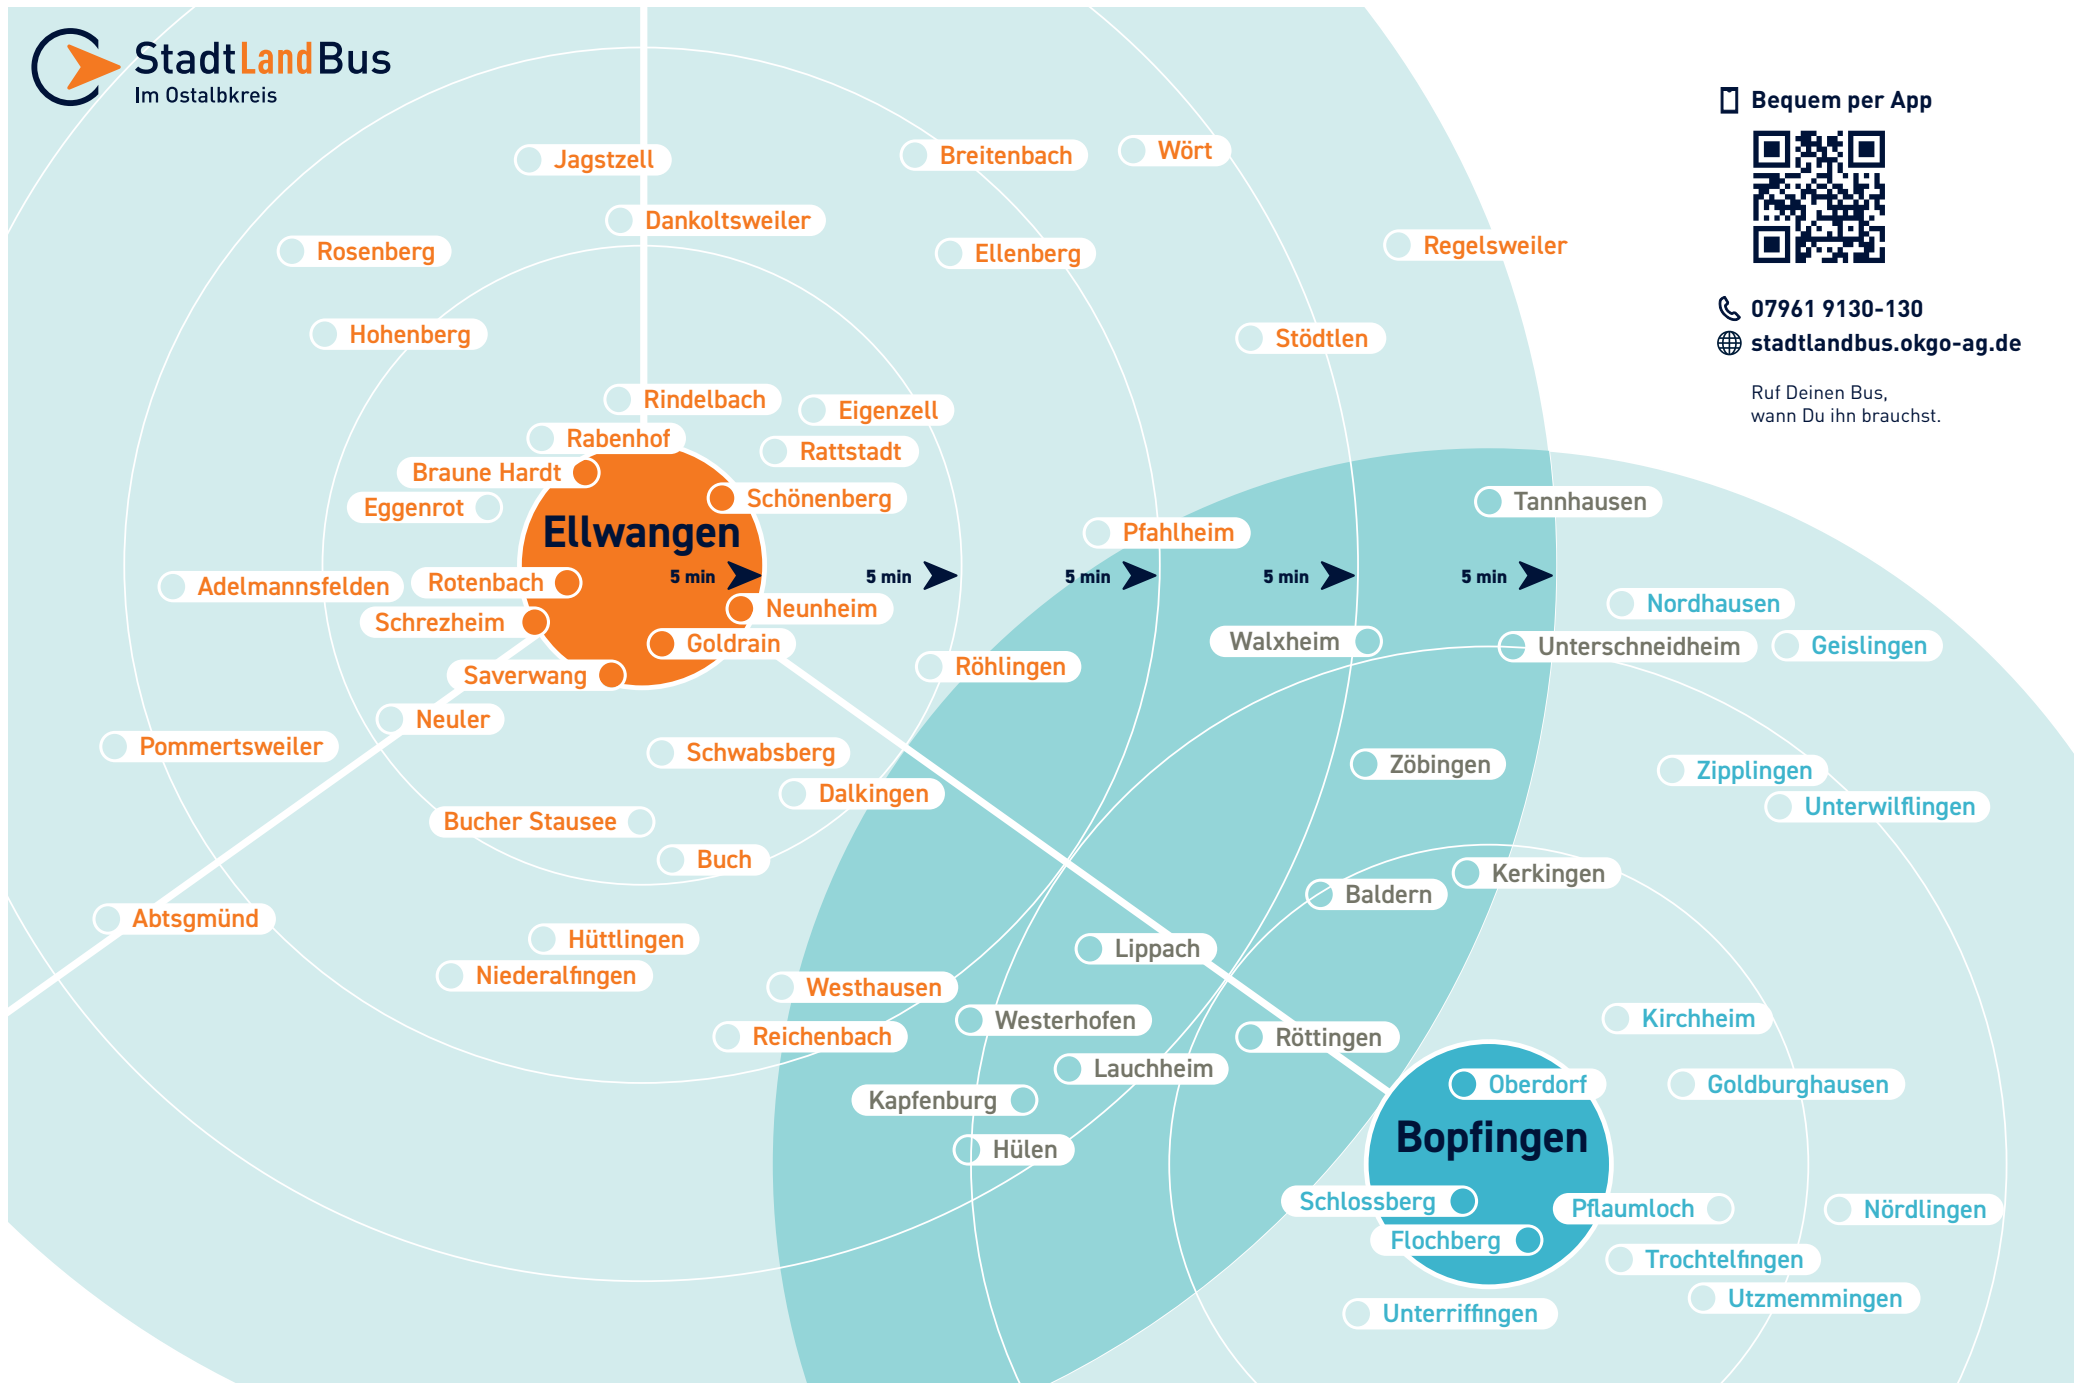 StadtLandBus
Im Ostalbkreis
Bequem per App
07961 9130-130
stadtlandbus.okgo-ag.de
Ruf Deinen Bus,
wann Du ihn brauchst.
Jagstzell
Breitenbach
Wört
Dankoltsweiler
Rosenberg
Ellenberg
Regelsweiler
Hohenberg
Stödtlen
Rindelbach
Eigenzell
Rabenhof
Rattstadt
Braune Hardt
Schönenberg
Eggenrot
Ellwangen
Pfahlheim
Tannhausen
5 min
5 min
5 min
5 min
5 min
Adelmannsfelden
Rotenbach
Neunheim
Nordhausen
Schrezheim
Goldrain
Walxheim
Unterschneidheim
Geislingen
Saverwang
Röhlingen
Neuler
Pommertsweiler
Schwabsberg
Zöbingen
Zipplingen
Dalkingen
Unterwilflingen
Bucher Stausee
Buch
Kerkingen
Baldern
Abtsgmünd
Hüttlingen
Lippach
Niederalfingen
Westhausen
Westerhofen
Kirchheim
Reichenbach
Röttingen
Lauchheim
Oberdorf
Goldburghausen
Kapfenburg
Bopfingen
Hülen
Schlossberg
Pflaumloch
Nördlingen
Flochberg
Trochtelfingen
Utzmemmingen
Unterriffingen